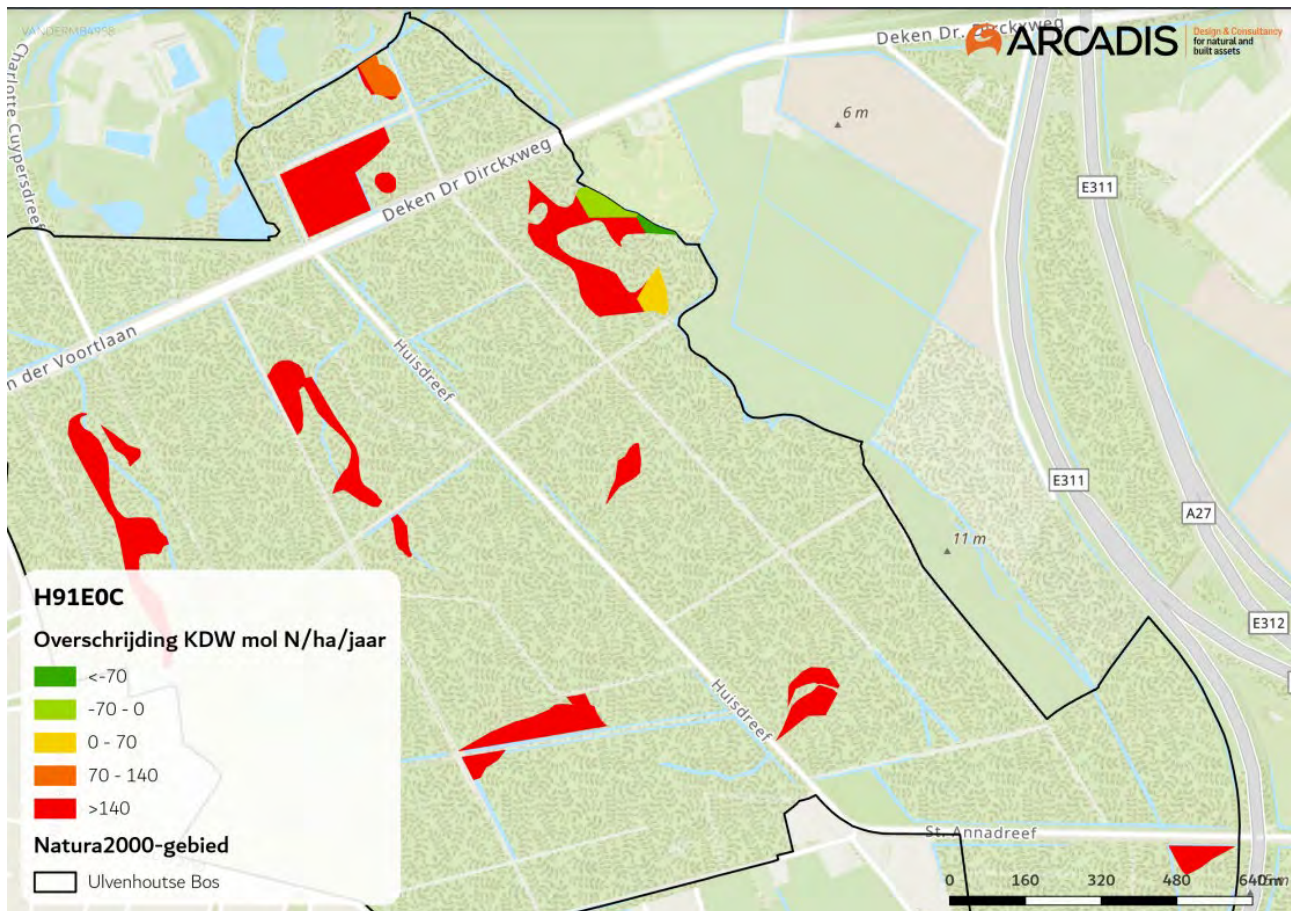 VANDERMB4958
Deken Dr. Dirckxweg
ARCADIS
Design & Consultancy
for natural and
built assets
Charlotte Cuypersdreef
6 m
E311
Deken Dr Dirckxweg
n der Voortlaan
Huisdreef
E311
A27
11 m
E312
H91E0C
Overschrijding KDW mol N/ha/jaar
<-70
-70 - 0
0 - 70
70 - 140
>140
Natura2000-gebied
Ulvenhoutse Bos
Huisdreef
St. Annadreef
0 160 320 480 640 m